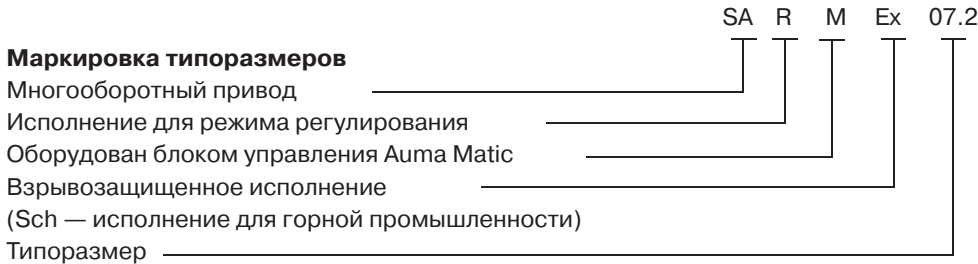 SA R M Ex 07.2
Маркировка типоразмеров
Многооборотный привод
Исполнение для режима регулирования
Оборудован блоком управления Auma Matic
Взрывозащищенное исполнение
(Sch — исполнение для горной промышленности)
Типоразмер